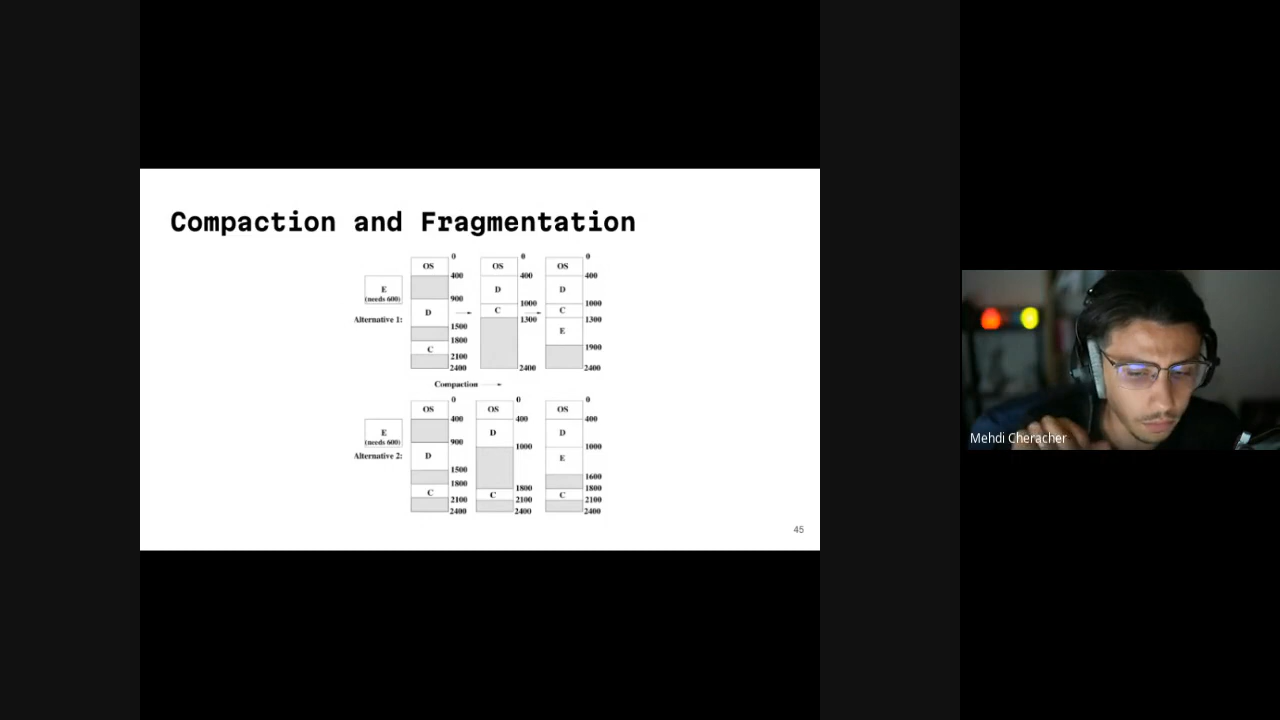 Compaction and Fragmentation
E
(needs 600)
Alternative 1:
OS
D
C
0
400
900
1500
1800
2100
2400
OS
D
C
0
400
1000
1300
2400
OS
D
C
E
0
400
1000
1300
1900
2400
Compaction
E
(needs 600)
Alternative 2:
OS
D
C
0
400
900
1500
1800
2100
2400
OS
D
C
0
400
1000
1800
2100
2400
OS
D
E
C
0
400
1000
1600
1800
2100
2400
45
Mehdi Cheracher